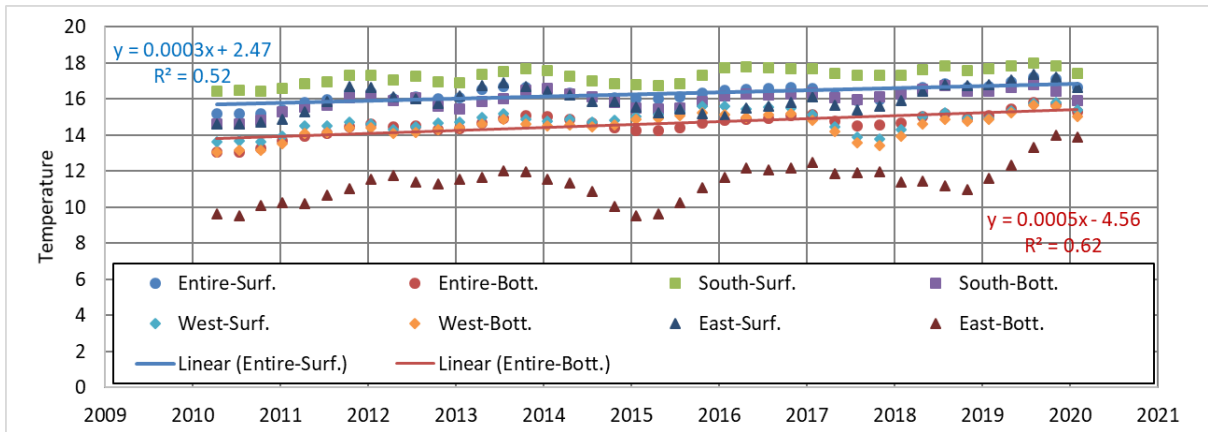 20
18
16
14
12
10
8
6
4
2
0
Temperature
y = 0.0003x + 2.47
R² = 0.52
y = 0.0005x - 4.56
R² = 0.62
Entire-Surf. Entire-Bott. South-Surf. South-Bott.
West-Surf. West-Bott. East-Surf. East-Bott.
Linear (Entire-Surf.) Linear (Entire-Bott.)
2009 2010 2011 2012 2013 2014 2015 2016 2017 2018 2019 2020 2021